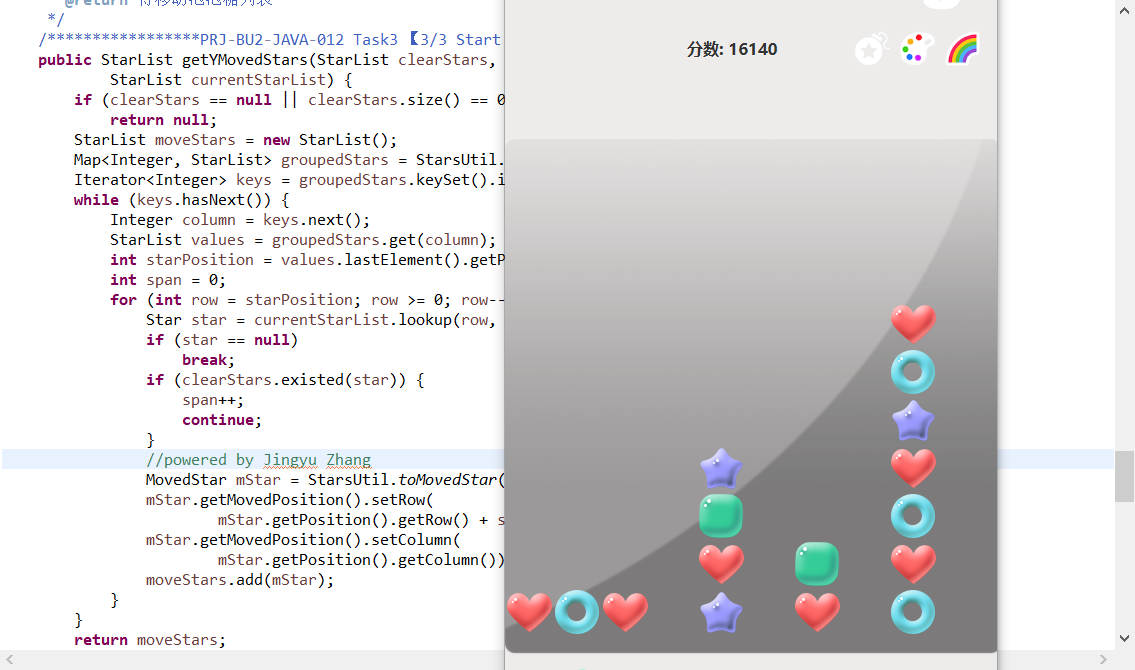 @return 待移动泡泡糖列表
*/
/*****************PRJ-BU2-JAVA-012 Task3 【3/3 Start
public StarList getYMovedStars(StarList clearStars,
StarList currentStarList) {
if (clearStars == null || clearStars.size() == 0
return null;
StarList moveStars = new StarList();
Map<Integer, StarList> groupedStars = StarsUtil.
Iterator<Integer> keys = groupedStars.keySet().i
while (keys.hasNext()) {
Integer column = keys.next();
StarList values = groupedStars.get(column);
int starPosition = values.lastElement().getP
int span = 0;
for (int row = starPosition; row >= 0; row--
Star star = currentStarList.lookup(row,
if (star == null)
break;
if (clearStars.existed(star)) {
span++;
continue;
}
//powered by Jingyu Zhang
MovedStar mStar = StarsUtil.toMovedStar(
mStar.getMovedPosition().setRow(
mStar.getPosition().getRow() + s
mStar.getMovedPosition().setColumn(
mStar.getPosition().getColumn())
moveStars.add(mStar);
}
}
return moveStars;
分数: 16140